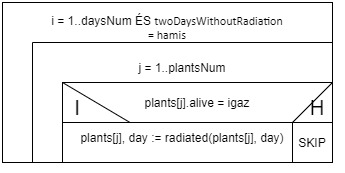 i = 1..daysNum ÉS twoDaysWithoutRadiation
= hamis
j = 1..plantsNum
I
plants[j].alive = igaz
H
plants[j], day := radiated(plants[j], day)
SKIP